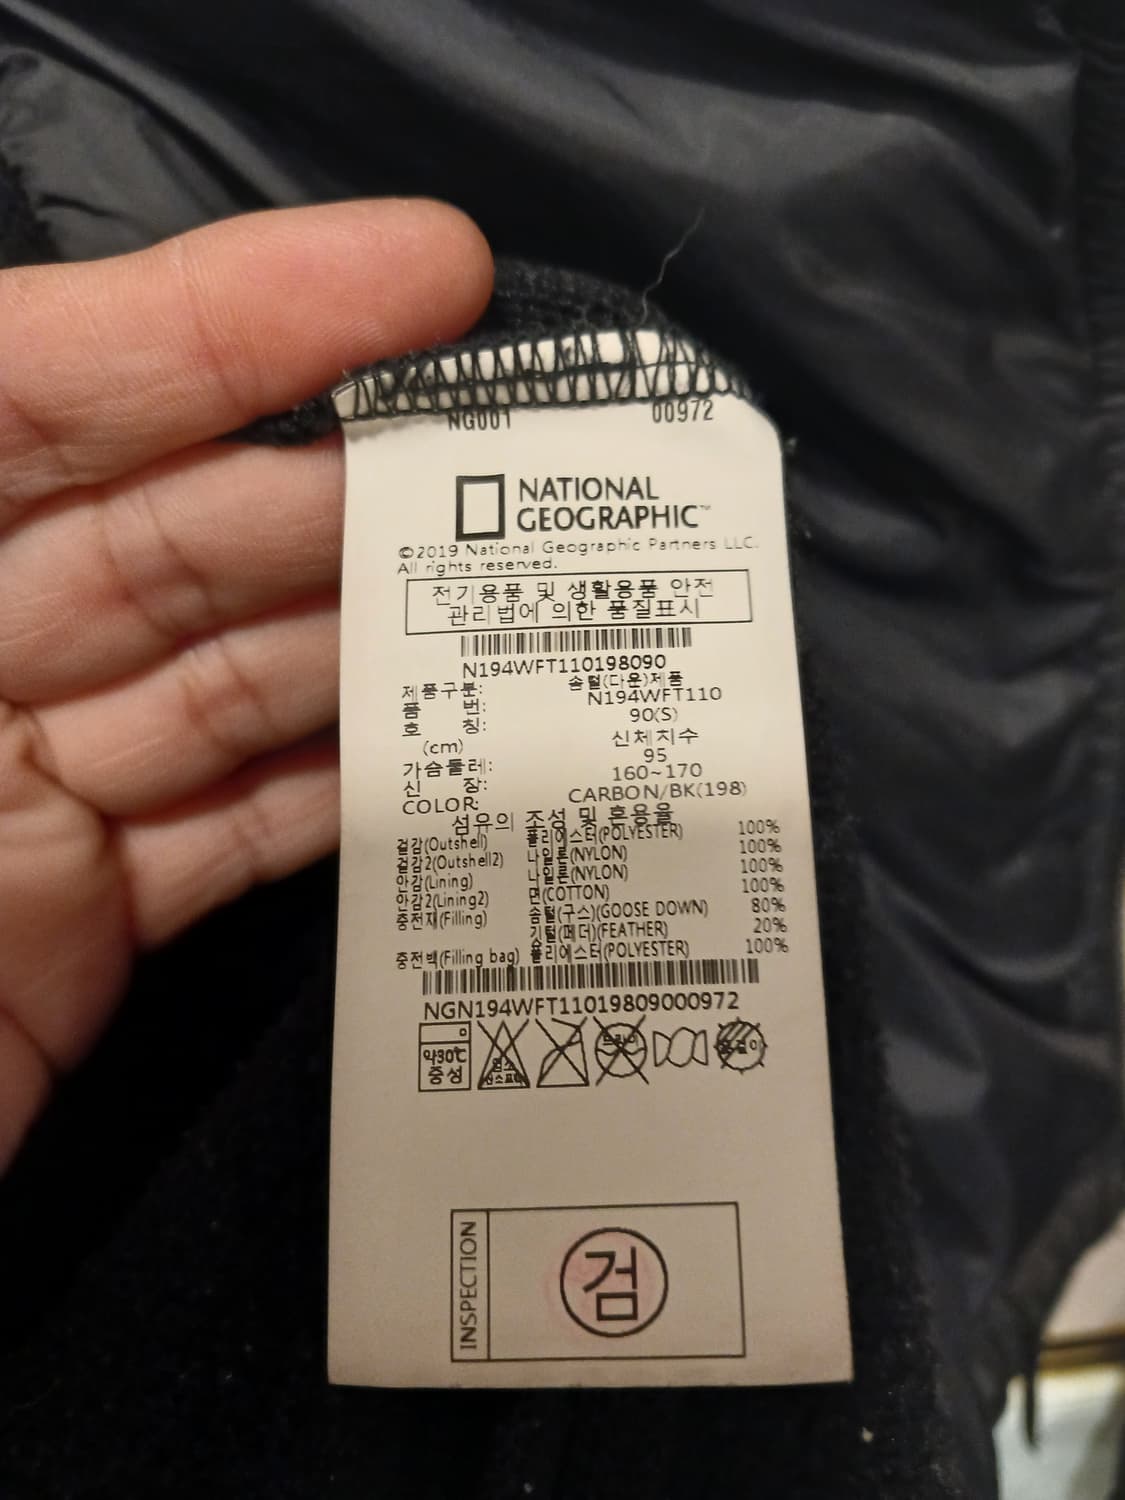 NG001 00972
NATIONAL
GEOGRAPHIC™
©2019 National Geographic Partners LLC.
All rights reserved.
전기용품 및 생활용품 안전
관리법에 의한 품질표시
N194WFT110198090
제품구분: 솜털(다운)제품
품 번: N194WFT110
호 칭: 90(S)
(cm) 신체치수
가슴둘레: 95
신 장: 160~170
COLOR: CARBON/BK(198)
섬유의 조성 및 혼용율
겉감(Outshell) 폴리에스터(POLYESTER) 100%
겉감2(Outshell2) 나일론(NYLON) 100%
안감(Lining) 나일론(NYLON) 100%
안감2(Lining2) 면(COTTON) 100%
충전재(Filling) 솜털(구스)(GOOSE DOWN) 80%
깃털(페더)(FEATHER) 20%
충전백(Filling bag) 폴리에스터(POLYESTER) 100%
NGN194WFT11019809000972
약30℃
중성
드라이
INSPECTION
검